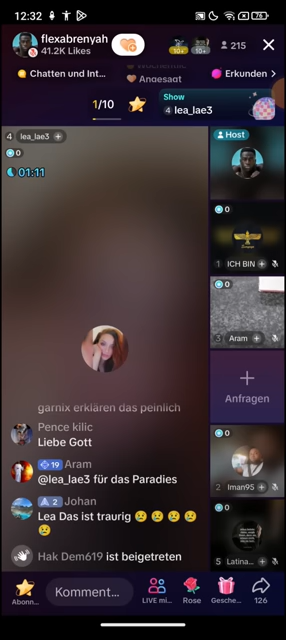 12:32
76
flexabrenyah
41.2K Likes
10+
10+
215
Chatten und Int...
Angesagt
Erkunden >
1/10
Show
4 lea_lae3
4 lea_lae3 +
0
01:11
Host
0
1 ICH BIN +
0
3 Aram +
+
Anfragen
0
2 Iman95 +
0
5 Latina... +
garnix erklären das peinlich
Pence kilic
Liebe Gott
19 Aram
@lea_lae3 für das Paradies
2 Johan
Lea Das ist traurig 😢 😢 😢 😢
😢
Hak Dem619 ist beigetreten
Abonn...
Komment...
LIVE mi...
Rose
Gesche...
126